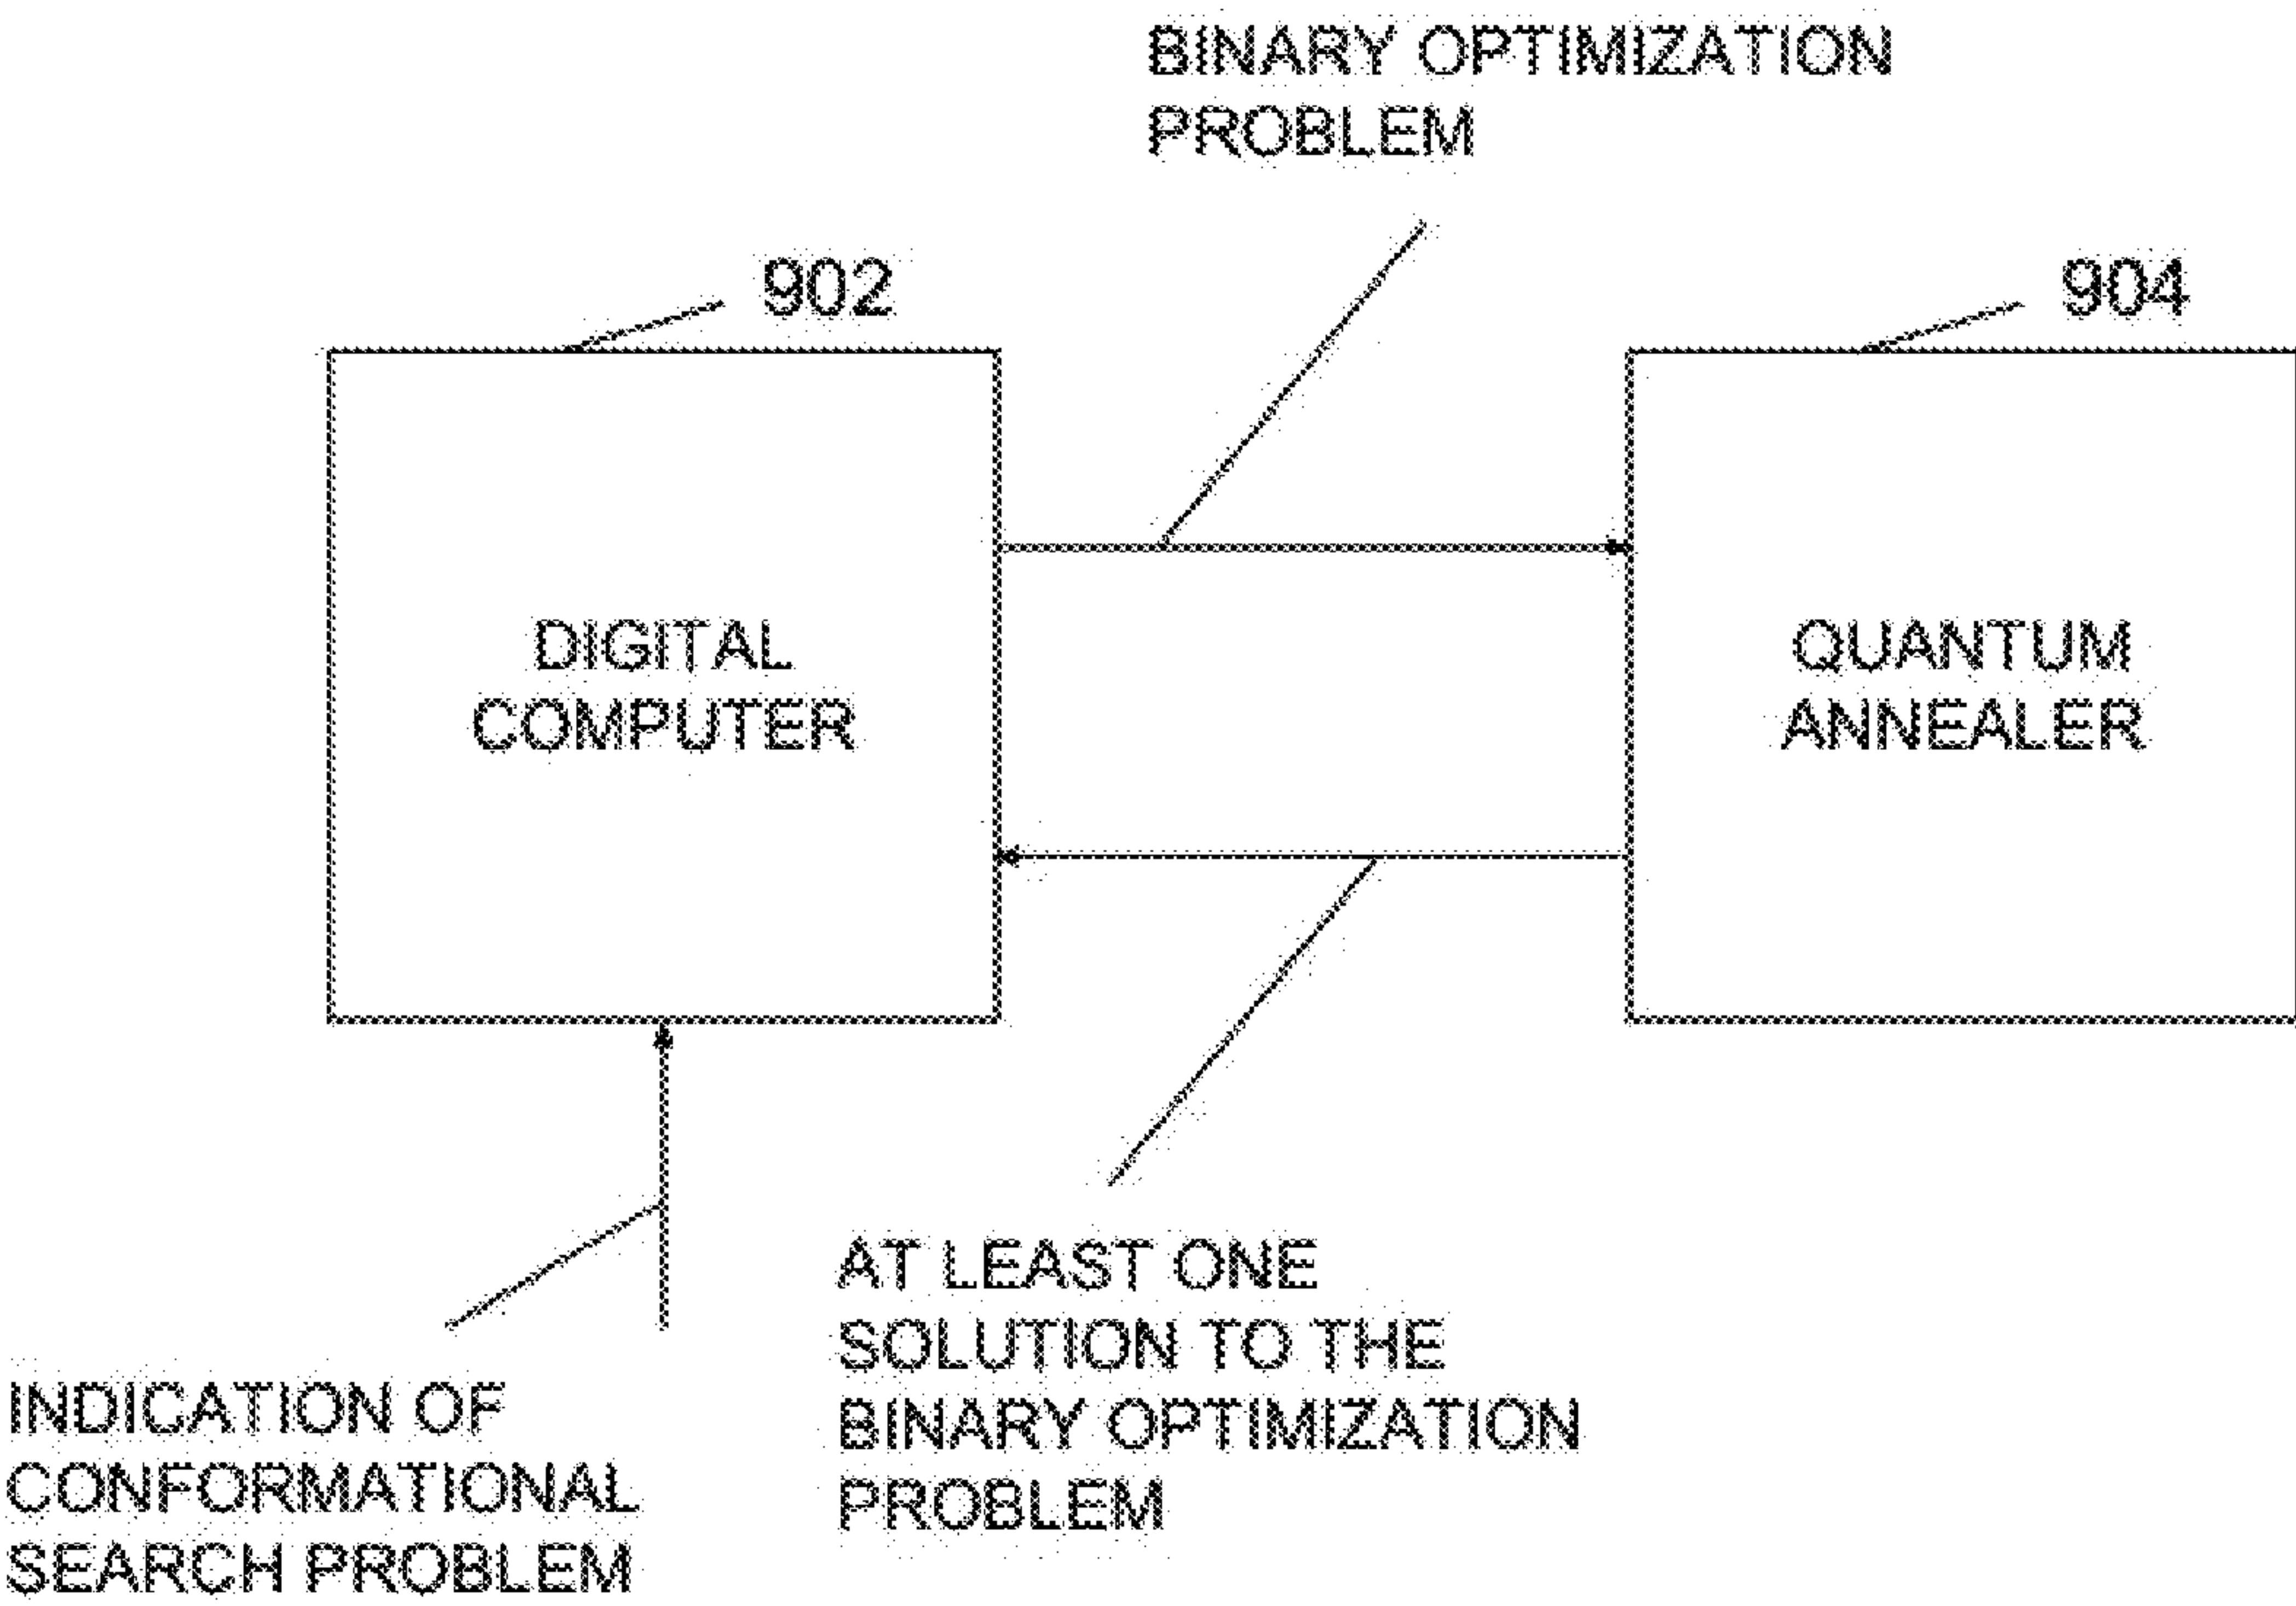 BINARY OPTIMIZATION
PROBLEM
902
904
DIGITAL
COMPUTER
QUANTUM
ANNEALER
AT LEAST ONE
SOLUTION TO THE
BINARY OPTIMIZATION
PROBLEM
INDICATION OF
CONFORMATIONAL
SEARCH PROBLEM